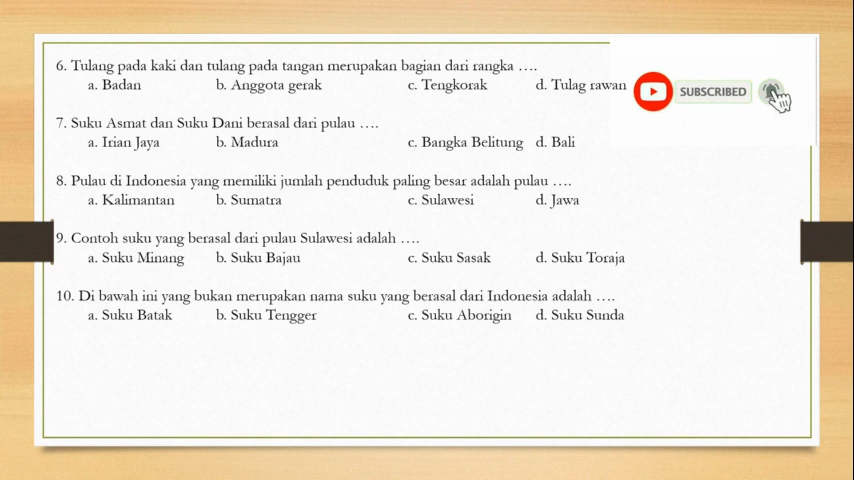 6. Tulang pada kaki dan tulang pada tangan merupakan bagian dari rangka ….
a. Badan b. Anggota gerak c. Tengkorak d. Tulag rawan
SUBSCRIBED
7. Suku Asmat dan Suku Dani berasal dari pulau ….
a. Irian Jaya b. Madura c. Bangka Belitung d. Bali
8. Pulau di Indonesia yang memiliki jumlah penduduk paling besar adalah pulau ….
a. Kalimantan b. Sumatra c. Sulawesi d. Jawa
9. Contoh suku yang berasal dari pulau Sulawesi adalah ….
a. Suku Minang b. Suku Bajau c. Suku Sasak d. Suku Toraja
10. Di bawah ini yang bukan merupakan nama suku yang berasal dari Indonesia adalah ….
a. Suku Batak b. Suku Tengger c. Suku Aborigin d. Suku Sunda